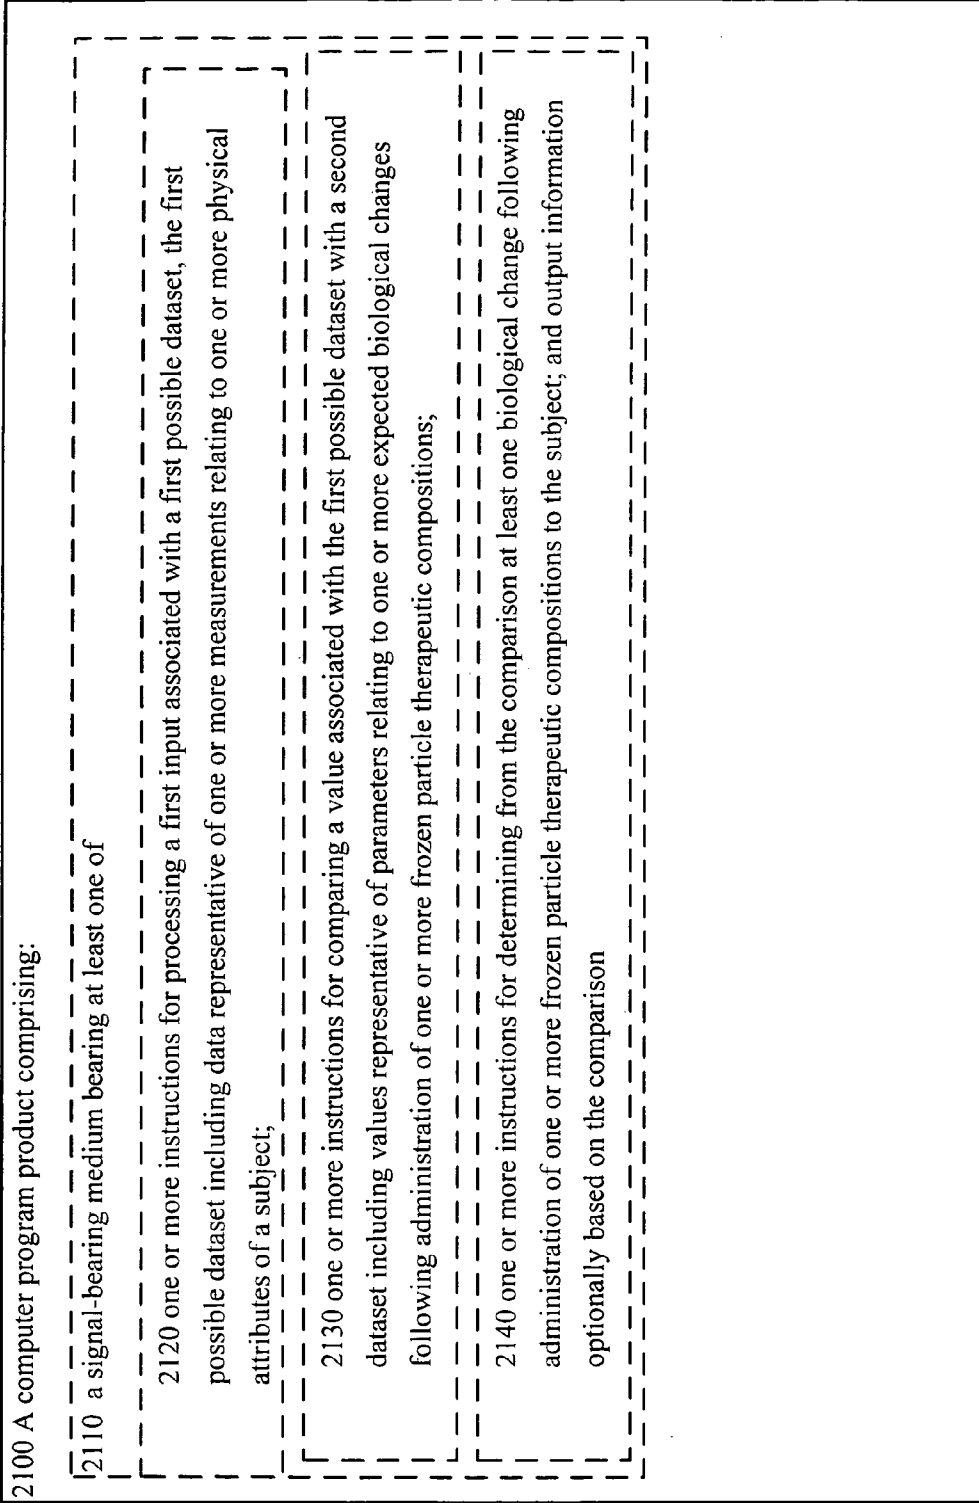 2100 A computer program product comprising:
2110 a signal-bearing medium bearing at least one of
2120 one or more instructions for processing a first input associated with a first possible dataset, the first
possible dataset including data representative of one or more measurements relating to one or more physical
attributes of a subject;
2130 one or more instructions for comparing a value associated with the first possible dataset with a second
dataset including values representative of parameters relating to one or more expected biological changes
following administration of one or more frozen particle therapeutic compositions;
2140 one or more instructions for determining from the comparison at least one biological change following
administration of one or more frozen particle therapeutic compositions to the subject; and output information
optionally based on the comparison